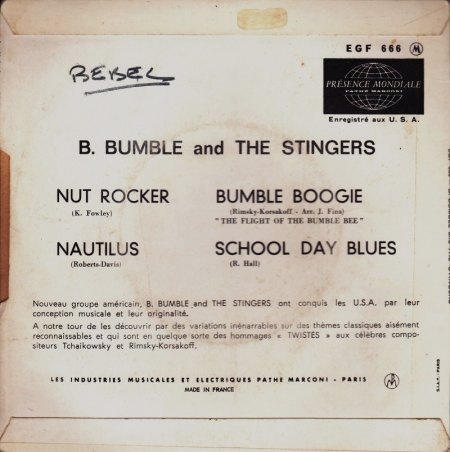 EGF 666 M
BEBEL
PRÉSENCE MONDIALE
PATHÉ MARCONI
Enregistré aux U. S. A.
B. BUMBLE and THE STINGERS
NUT ROCKER
(K. Fowley)
BUMBLE BOOGIE
(Rimsky-Korsakoff - Arr. J. Fina)
"THE FLIGHT OF THE BUMBLE BEE"
NAUTILUS
(Roberts-Davis)
SCHOOL DAY BLUES
(R. Hall)
Nouveau groupe américain, B. BUMBLE and THE STINGERS ont conquis les U.S.A. par leur
conception musicale et leur originalité.
A notre tour de les découvrir par des variations inénarrables sur des thèmes classiques aisément
reconnaissables et qui sont en quelque sorte des hommages « TWISTÉS » aux célèbres compo-
siteurs Tchaïkowsky et Rimsky-Korsakoff.
LES INDUSTRIES MUSICALES ET ELECTRIQUES PATHE MARCONI - PARIS
MADE IN FRANCE
S.I.A.T. - PARIS